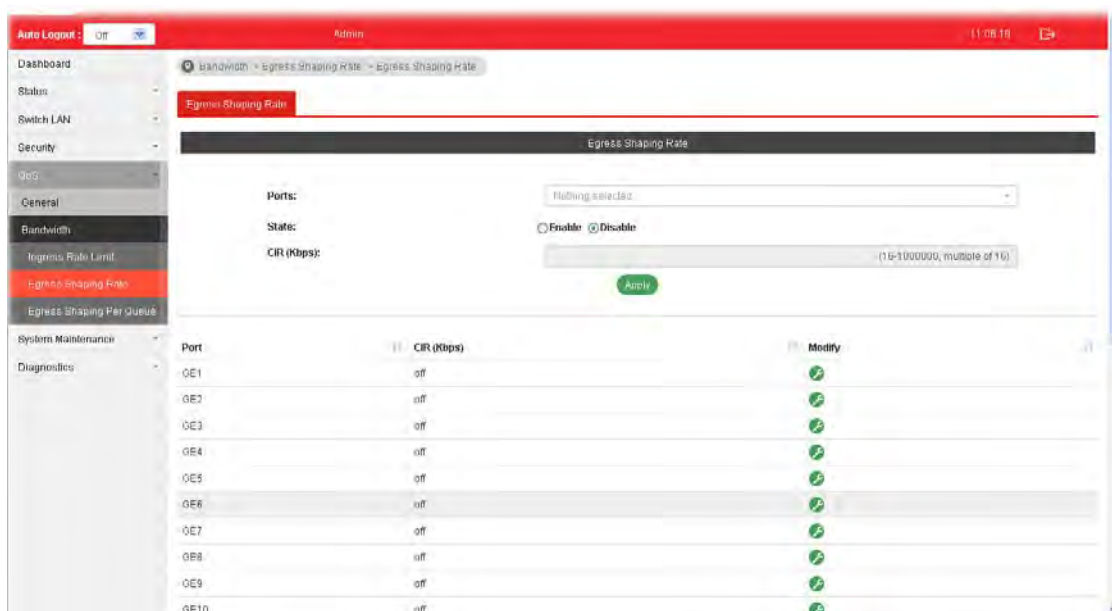 Auto Logout : Off Admin 11:06:18
Dashboard
Bandwidth > Egress Shaping Rate > Egress Shaping Rate
Status
Switch LAN
Security
QoS
General
Bandwidth
Ingress Rate Limit
Egress Shaping Rate
Egress Shaping Per Queue
System Maintenance
Diagnostics
Egress Shaping Rate
Egress Shaping Rate
Ports: Nothing selected
State: Enable Disable
CIR (Kbps): (16-1000000, multiple of 16)
Apply
Port CIR (Kbps) Modify
GE1 off
GE2 off
GE3 off
GE4 off
GE5 off
GE6 off
GE7 off
GE8 off
GE9 off
GE10 off